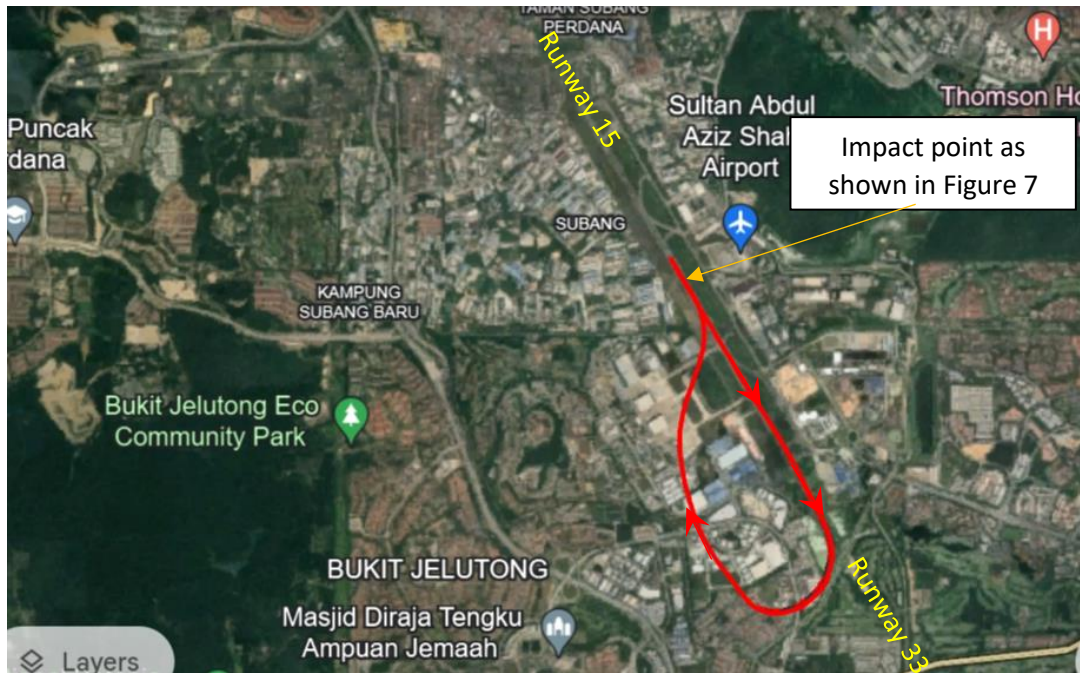 TAMAN SUBANG
PERDANA
Runway 15
Thomson Ho
Sultan Abdul
Aziz Shah
Airport
Puncak
rdana
Impact point as
shown in Figure 7
SUBANG
KAMPUNG
SUBANG BARU
Bukit Jelutong Eco
Community Park
BUKIT JELUTONG
Masjid Diraja Tengku
Ampuan Jemaah
Runway 33
Layers
H